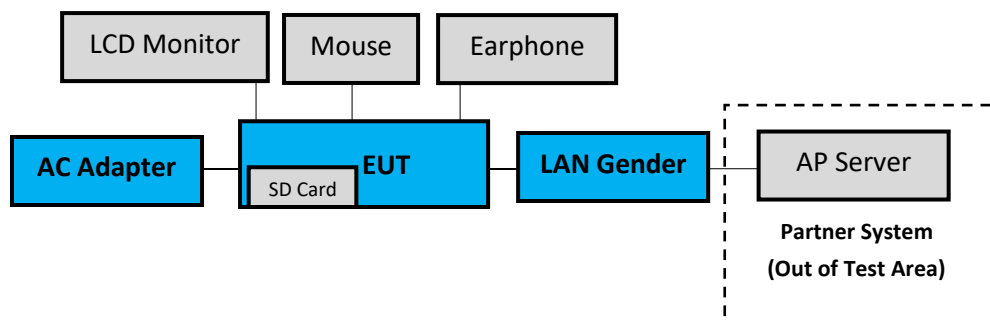 LCD Monitor
Mouse
Earphone
AC Adapter
EUT
SD Card
LAN Gender
AP Server
Partner System
(Out of Test Area)